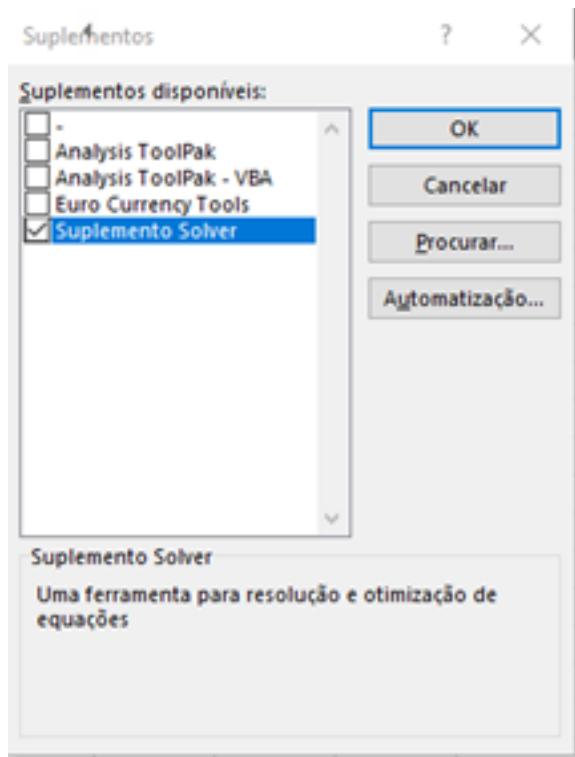 Suplementos ?
Suplementos disponíveis:
-
Analysis ToolPak
Analysis ToolPak - VBA
Euro Currency Tools
Suplemento Solver
OK
Cancelar
Procurar...
Automatização...
Suplemento Solver
Uma ferramenta para resolução e otimização de
equações